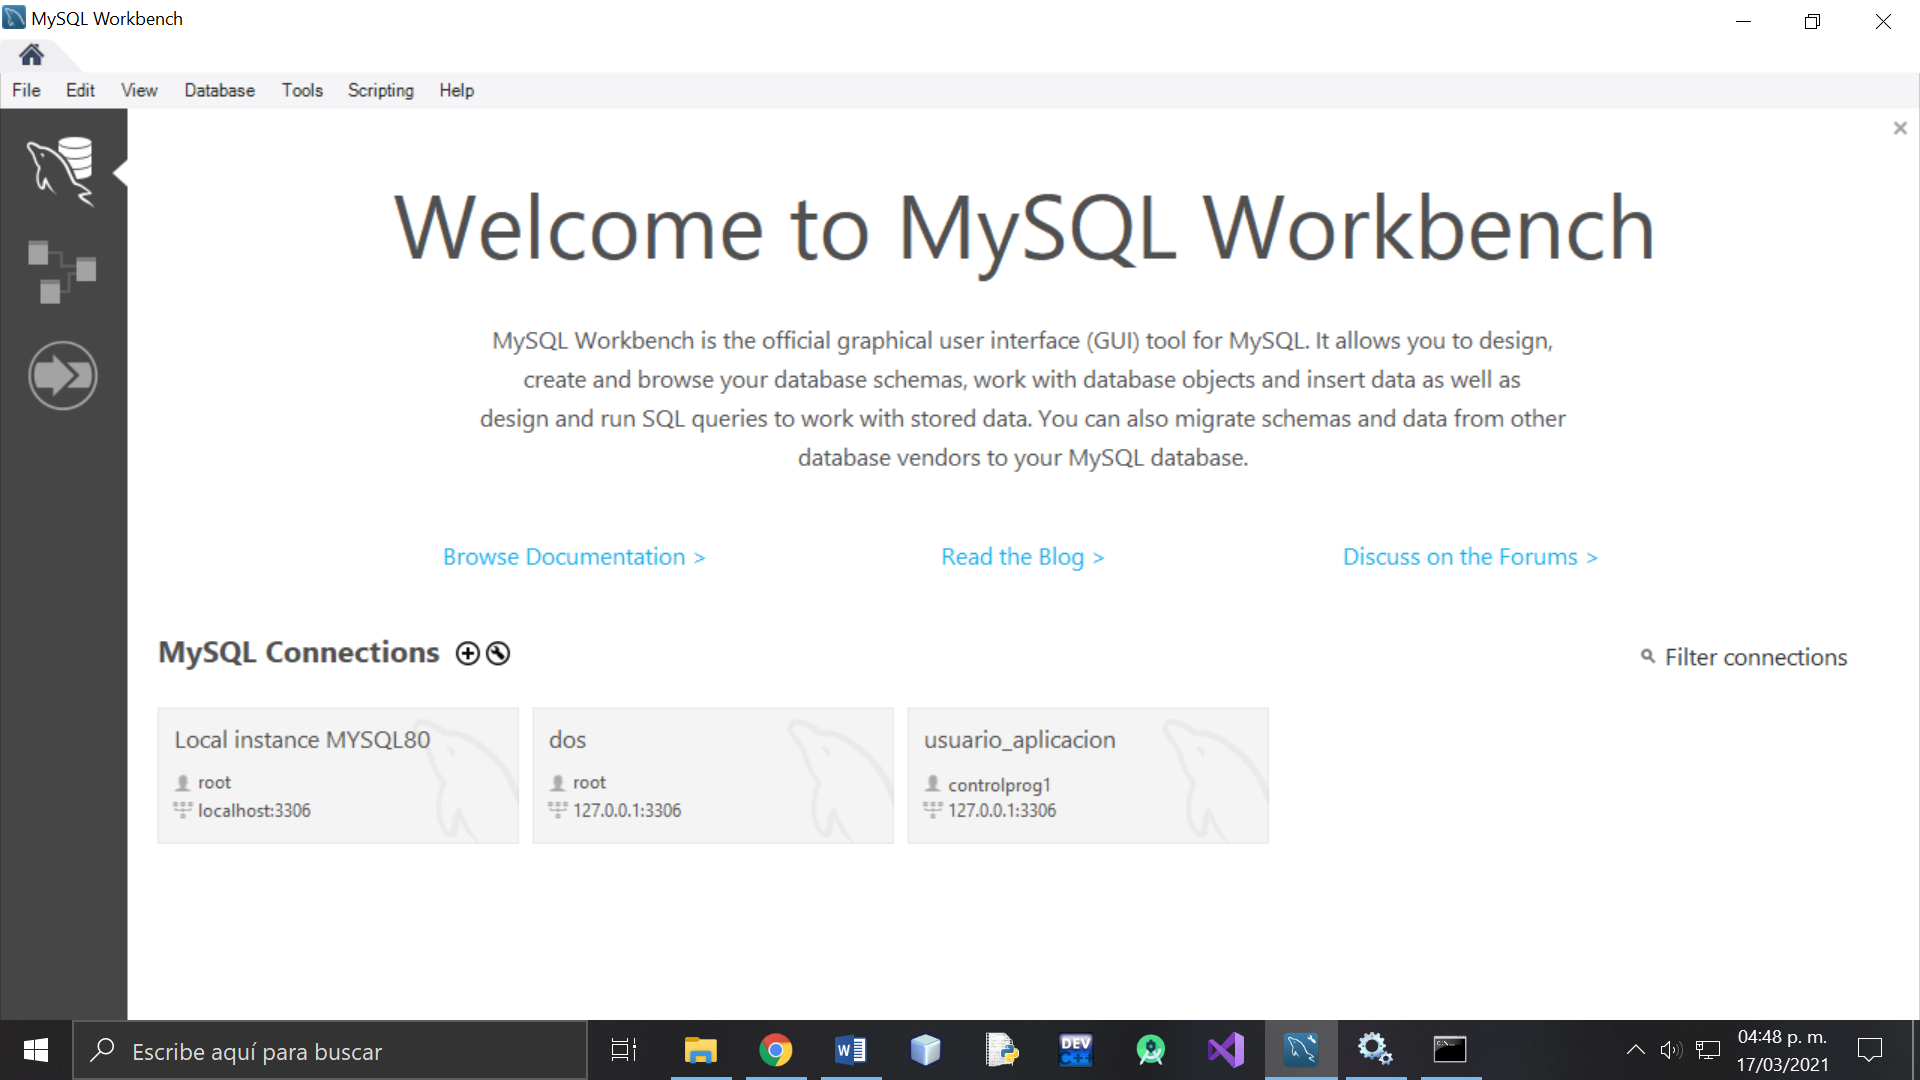 MySQL Workbench
File Edit View Database Tools Scripting Help
Welcome to MySQL Workbench
MySQL Workbench is the official graphical user interface (GUI) tool for MySQL. It allows you to design,
create and browse your database schemas, work with database objects and insert data as well as
design and run SQL queries to work with stored data. You can also migrate schemas and data from other
database vendors to your MySQL database.
Browse Documentation > Read the Blog > Discuss on the Forums >
MySQL Connections
Filter connections
Local instance MYSQL80
root
localhost:3306
dos
root
127.0.0.1:3306
usuario_aplicacion
controlprog1
127.0.0.1:3306
Escribe aquí para buscar
W
DEV
C++
04:48 p. m.
17/03/2021